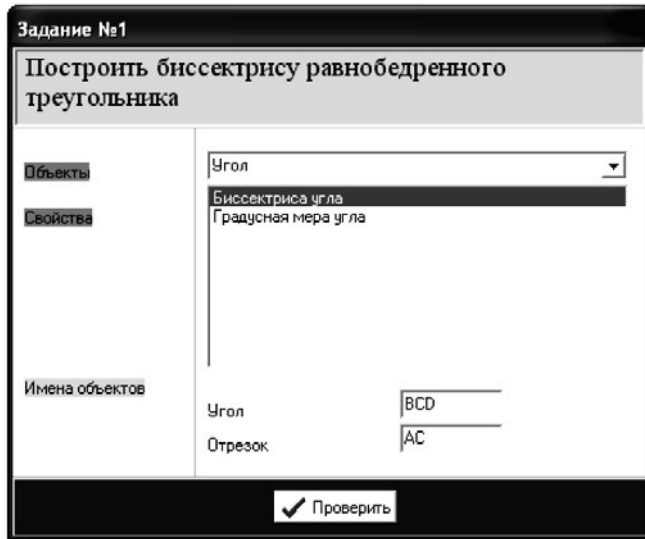 Задание №1
Построить биссектрису равнобедренного
треугольника
Объекты
Угол
Свойства
Биссектриса угла
Градусная мера угла
Имена объектов
Угол
BCD
Отрезок
AC
Проверить